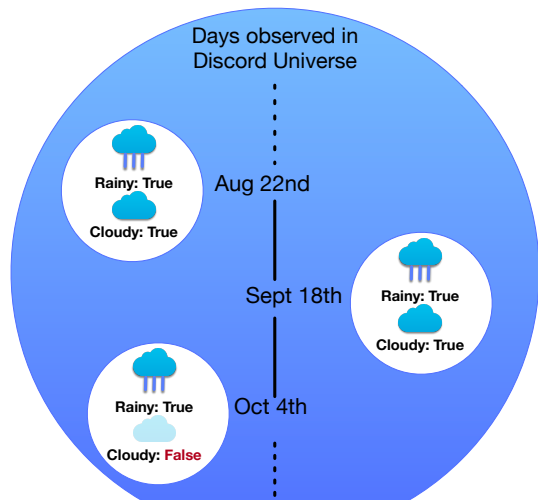 Days observed in
Discord Universe
Rainy: True
Cloudy: True
Aug 22nd
Sept 18th
Rainy: True
Cloudy: True
Oct 4th
Rainy: True
Cloudy: False